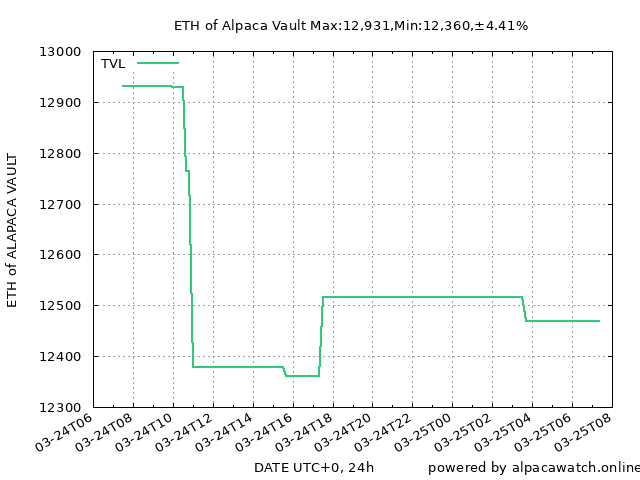 ETH of Alpaca Vault Max:12,931,Min:12,360,±4.41%
TVL
13000
12900
12800
12700
12600
12500
12400
12300
ETH of ALAPACA VAULT
03-24T06
03-24T08
03-24T10
03-24T12
03-24T14
03-24T16
03-24T18
03-24T20
03-24T22
03-25T00
03-25T02
03-25T04
03-25T06
03-25T08
DATE UTC+0, 24h
powered by alpacawatch.online